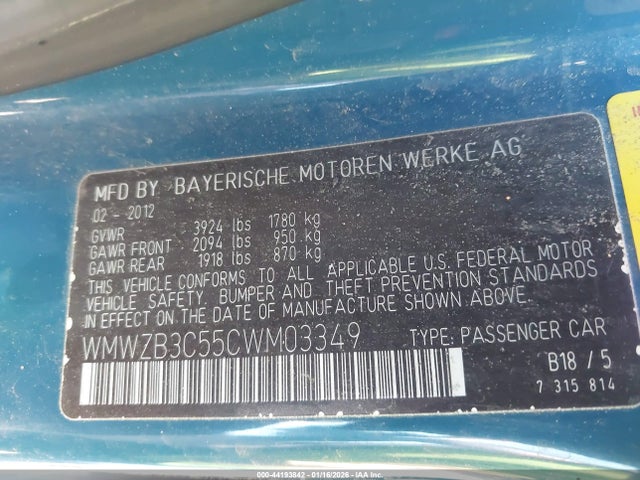 MFD BY BAYERISCHE MOTOREN WERKE AG
02 - 2012
GVWR 3924 lbs 1780 kg
GAWR FRONT 2094 lbs 950 kg
GAWR REAR 1918 lbs 870 kg
THIS VEHICLE CONFORMS TO ALL APPLICABLE U.S. FEDERAL MOTOR
VEHICLE SAFETY, BUMPER AND THEFT PREVENTION STANDARDS
IN EFFECT ON THE DATE OF MANUFACTURE SHOWN ABOVE.
WMWZB3C55CWM03349 TYPE: PASSENGER CAR
B18 / 5
7 315 814
000-44193842 - 01/16/2026 - IAA, Inc.